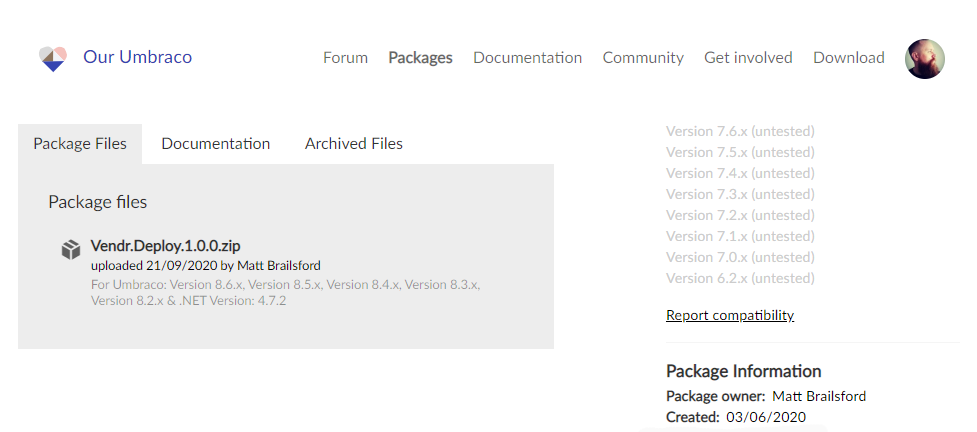 Our Umbraco
Forum
Packages
Documentation
Community
Get involved
Download
Package Files
Documentation
Archived Files
Package files
Vendr.Deploy.1.0.0.zip
uploaded 21/09/2020 by Matt Brailsford
For Umbraco: Version 8.6.x, Version 8.5.x, Version 8.4.x, Version 8.3.x,
Version 8.2.x & .NET Version: 4.7.2
Version 7.6.x (untested)
Version 7.5.x (untested)
Version 7.4.x (untested)
Version 7.3.x (untested)
Version 7.2.x (untested)
Version 7.1.x (untested)
Version 7.0.x (untested)
Version 6.2.x (untested)
Report compatibility
Package Information
Package owner: Matt Brailsford
Created: 03/06/2020